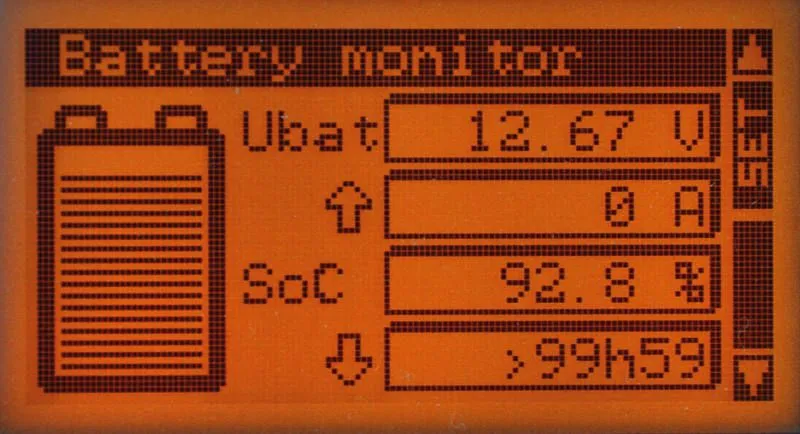 Battery monitor
Ubat 12.67 V
0 A
SoC 92.8 %
>99h59
SET